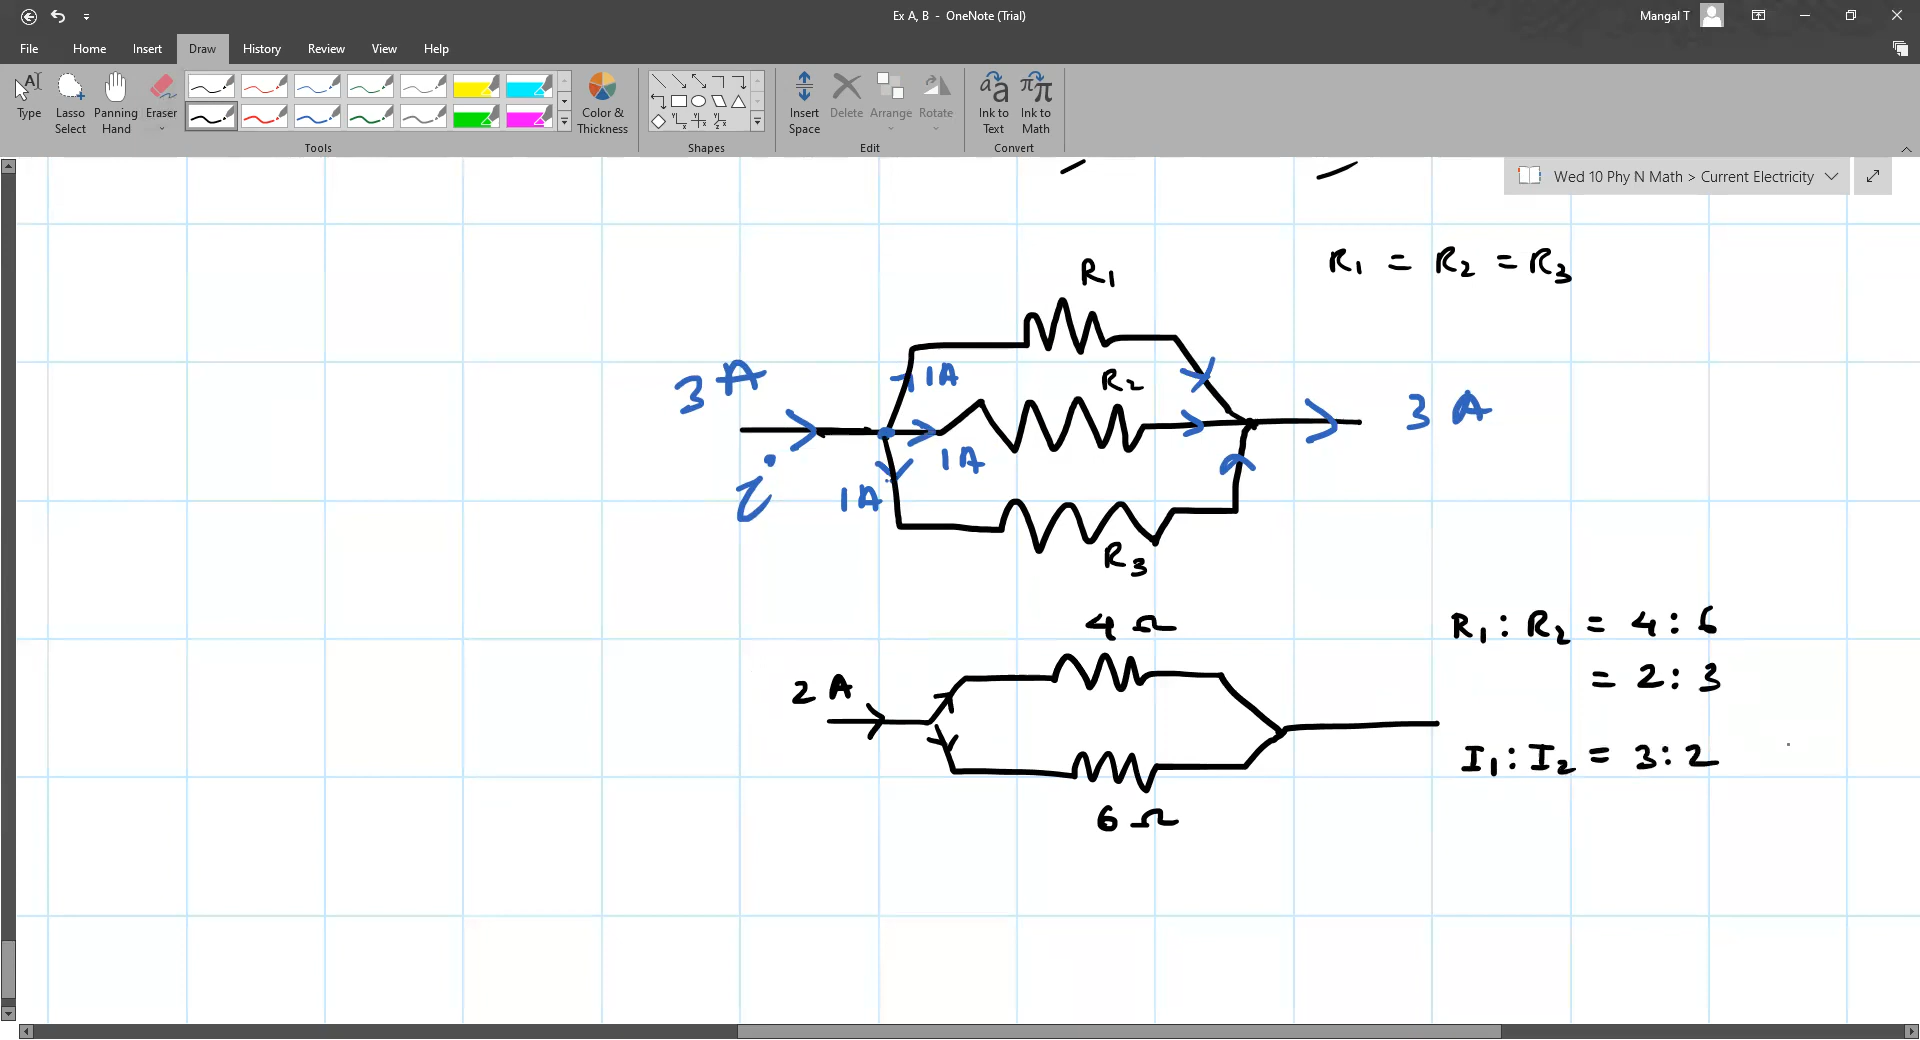 Ex A, B - OneNote (Trial)
Mangal T
File Home Insert Draw History Review View Help
Type
Lasso Select
Panning Hand
Eraser
Color & Thickness
Insert Space
Delete
Arrange
Rotate
Ink to Text
Ink to Math
Tools
Shapes
Edit
Convert
Wed 10 Phy N Math > Current Electricity
R₁ = R₂ = R₃
R₁
3 A
1A
R₂
3 A
1A
i
1A
R₃
4 Ω
R₁ : R₂ = 4 : 6
= 2 : 3
2 A
I₁ : I₂ = 3 : 2
6 Ω